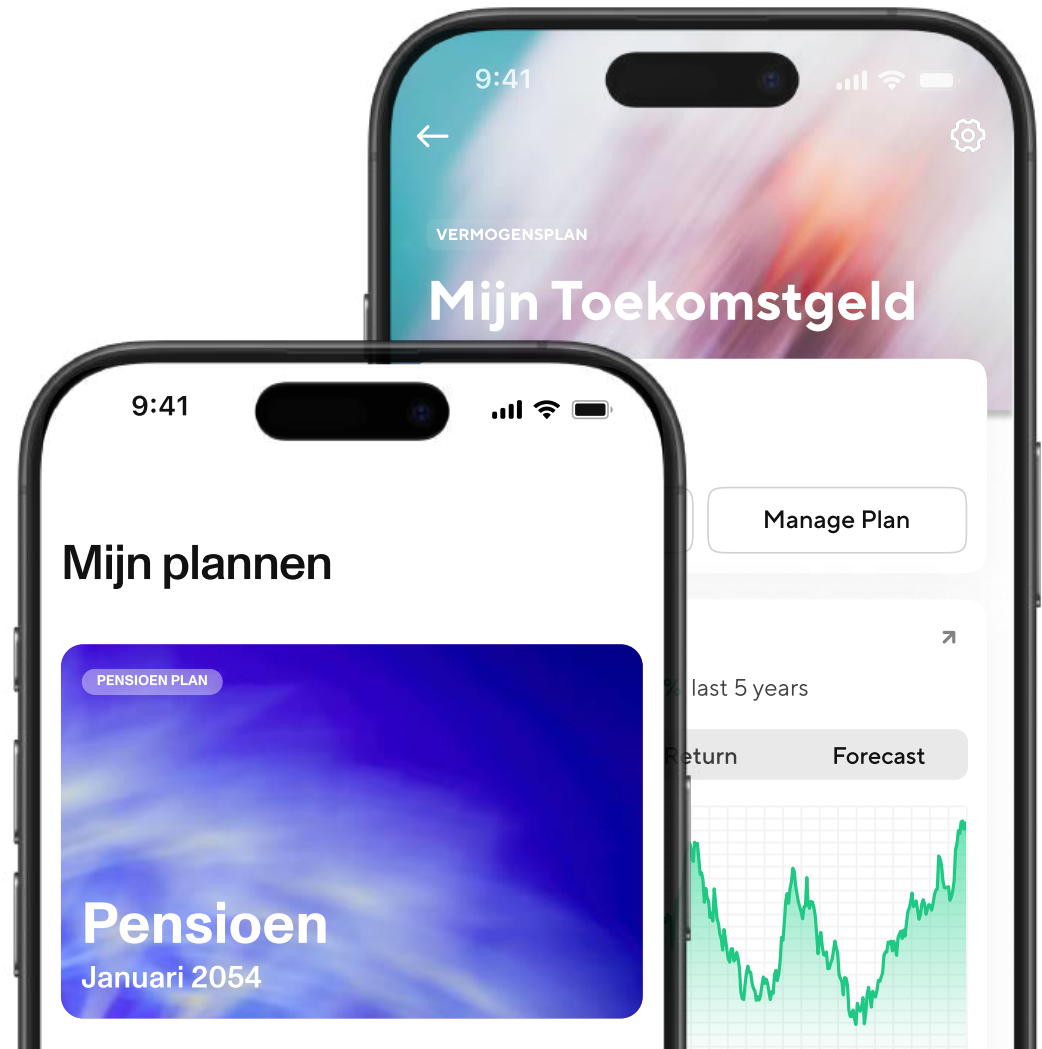 9:41
VERMOGENSPLAN
Mijn Toekomstgeld
Manage Plan
% last 5 years
Return
Forecast
9:41
Mijn plannen
PENSIOEN PLAN
Pensioen
Januari 2054